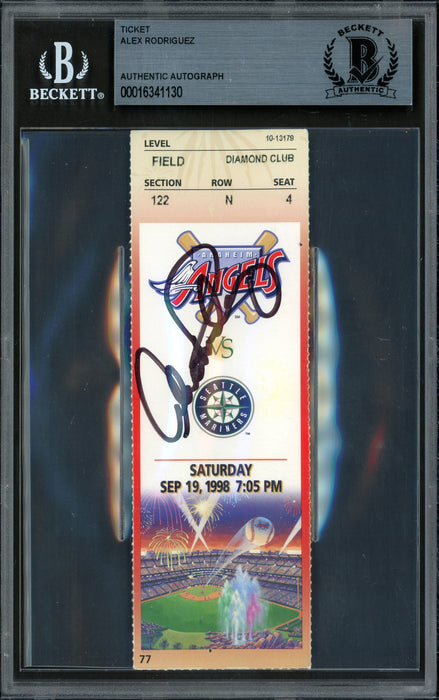 TICKET
ALEX RODRIGUEZ
AUTHENTIC AUTOGRAPH
00016341130
B
BECKETT®
B
BECKETT
AUTHENTIC
10-13179
LEVEL
FIELD DIAMOND CLUB
SECTION ROW SEAT
122 N 4
ANAHEIM
ANGELS
VS
SEATTLE
MARINERS
SATURDAY
SEP 19, 1998 7:05 PM
77